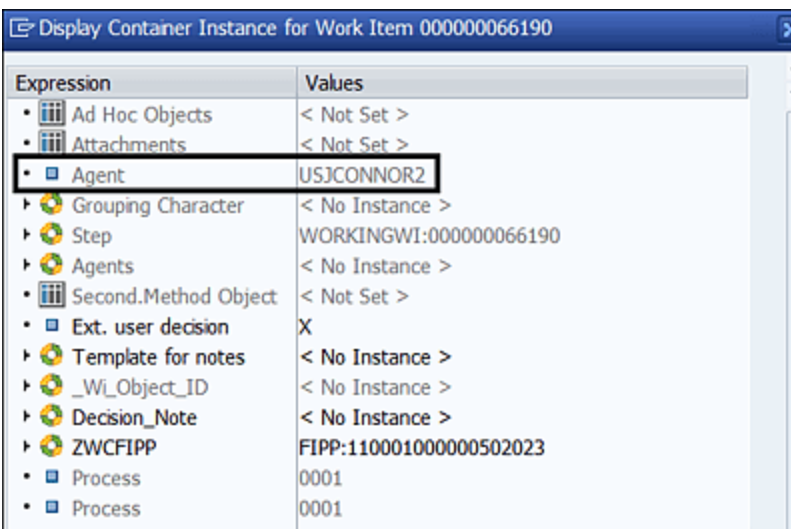 Display Container Instance for Work Item 000000066190
Expression Values
Ad Hoc Objects < Not Set >
Attachments < Not Set >
Agent USJCONNOR2
Grouping Character < No Instance >
Step WORKINGWI:000000066190
Agents < No Instance >
Second.Method Object < Not Set >
Ext. user decision X
Template for notes < No Instance >
_Wi_Object_ID < No Instance >
Decision_Note < No Instance >
ZWCFIPP FIPP:110001000000502023
Process 0001
Process 0001